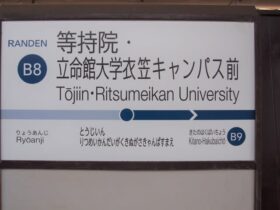 RANDEN
B8
等持院・
立命館大学衣笠キャンパス前
Tōjiin・Ritsumeikan University
りょうあんじ
Ryōanji
とうじいん
りつめいかんだいがくきぬがさきゃんぱすまえ
きたのはくばいちょう
Kitano-Hakubaichō
B9